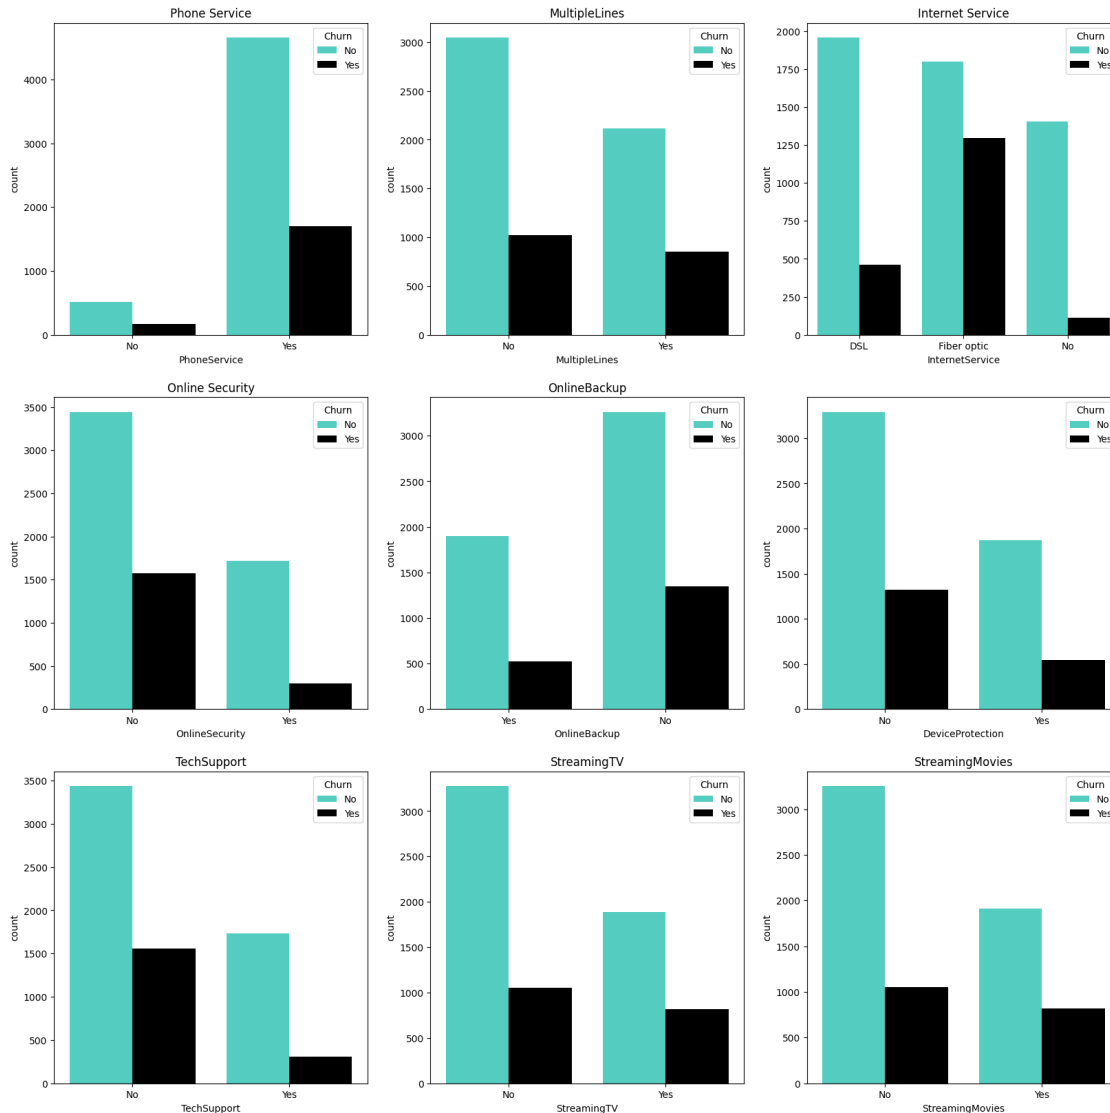 Phone Service
Churn
No
Yes
4000
3000
2000
1000
0
count
No Yes
PhoneService
MultipleLines
Churn
No
Yes
3000
2500
2000
1500
1000
500
0
count
No Yes
MultipleLines
Internet Service
Churn
No
Yes
2000
1750
1500
1250
1000
750
500
250
0
count
DSL Fiber optic No
InternetService
Online Security
Churn
No
Yes
3500
3000
2500
2000
1500
1000
500
0
count
No Yes
OnlineSecurity
OnlineBackup
Churn
No
Yes
3000
2500
2000
1500
1000
500
0
count
Yes No
OnlineBackup
Churn
No
Yes
3000
2500
2000
1500
1000
500
0
count
No Yes
DeviceProtection
TechSupport
Churn
No
Yes
3500
3000
2500
2000
1500
1000
500
0
count
No Yes
TechSupport
StreamingTV
Churn
No
Yes
3000
2500
2000
1500
1000
500
0
count
No Yes
StreamingTV
StreamingMovies
Churn
No
Yes
3000
2500
2000
1500
1000
500
0
count
No Yes
StreamingMovies